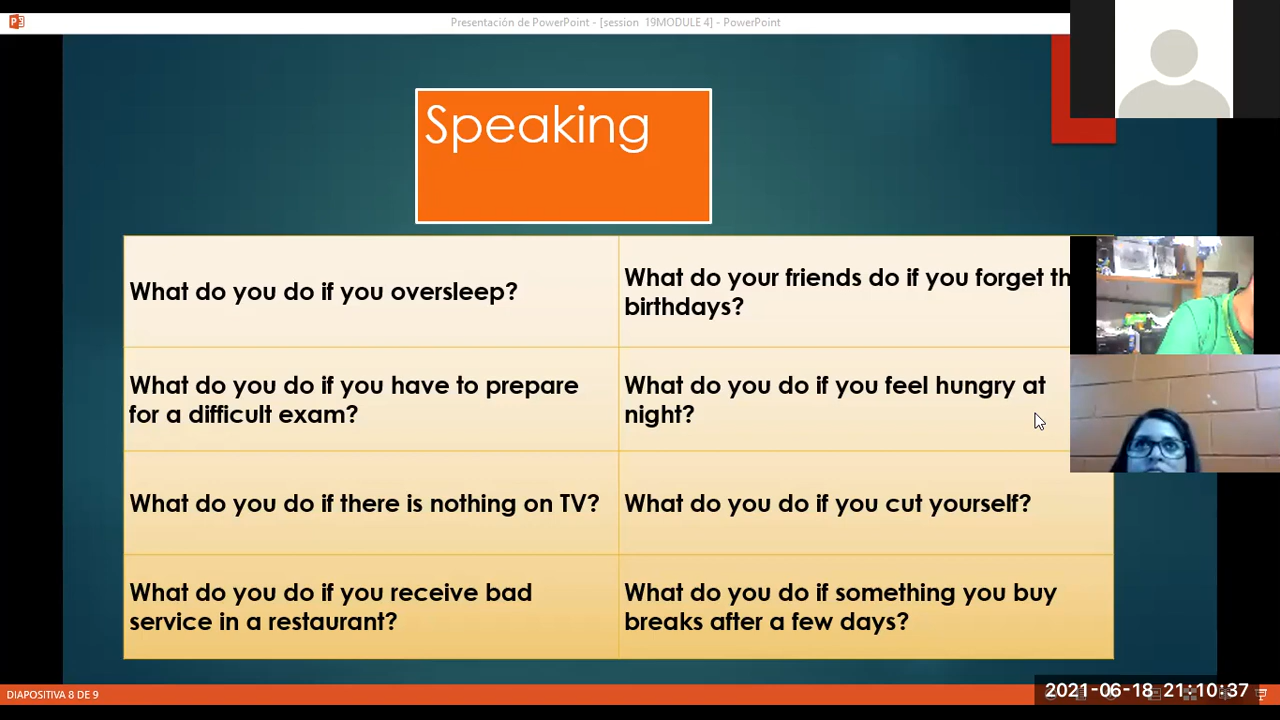 Presentación de PowerPoint - [session 19MODULE 4] - PowerPoint
Speaking
What do you do if you oversleep?
What do your friends do if you forget
birthdays?
What do you do if you have to prepare
for a difficult exam?
What do you do if you feel hungry at
night?
What do you do if there is nothing on TV?
What do you do if you cut yourself?
What do you do if you receive bad
service in a restaurant?
What do you do if something you buy
breaks after a few days?
DIAPOSITIVA 8 DE 9
2021-06-18 21:10:37